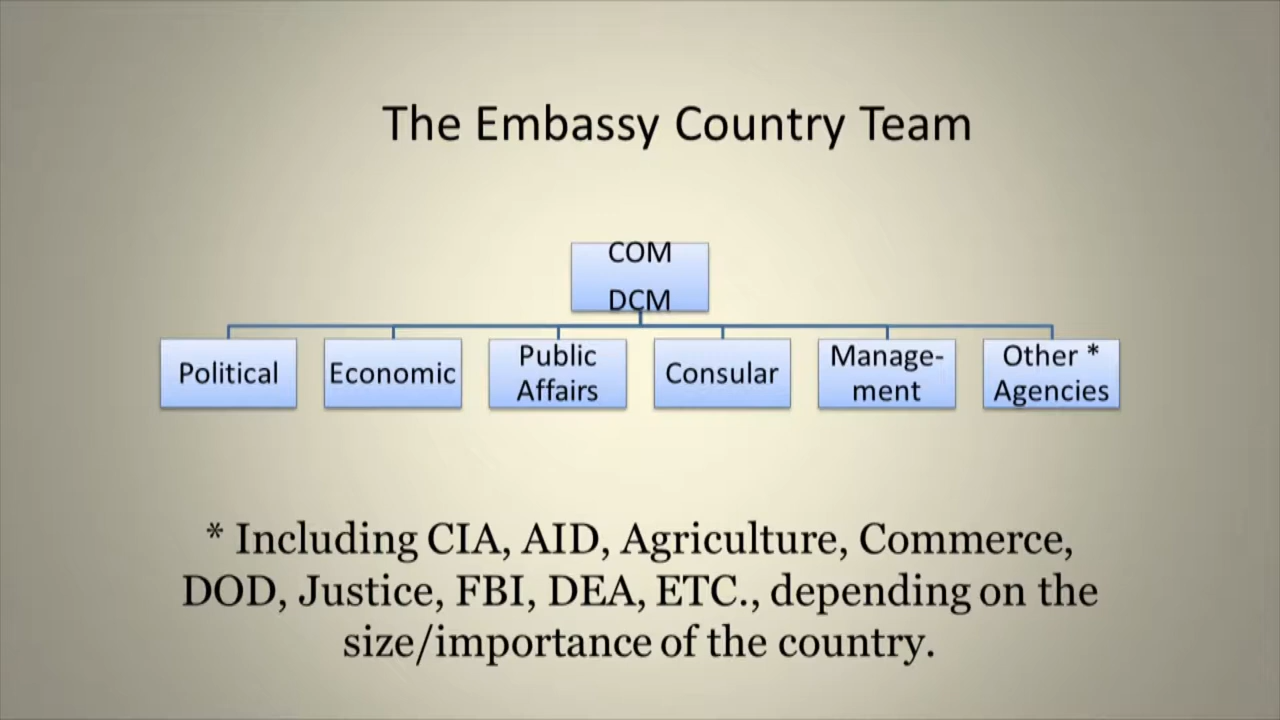 The Embassy Country Team
COM
DCM
Political
Economic
Public
Affairs
Consular
Manage-
ment
Other *
Agencies
* Including CIA, AID, Agriculture, Commerce,
DOD, Justice, FBI, DEA, ETC., depending on the
size/importance of the country.